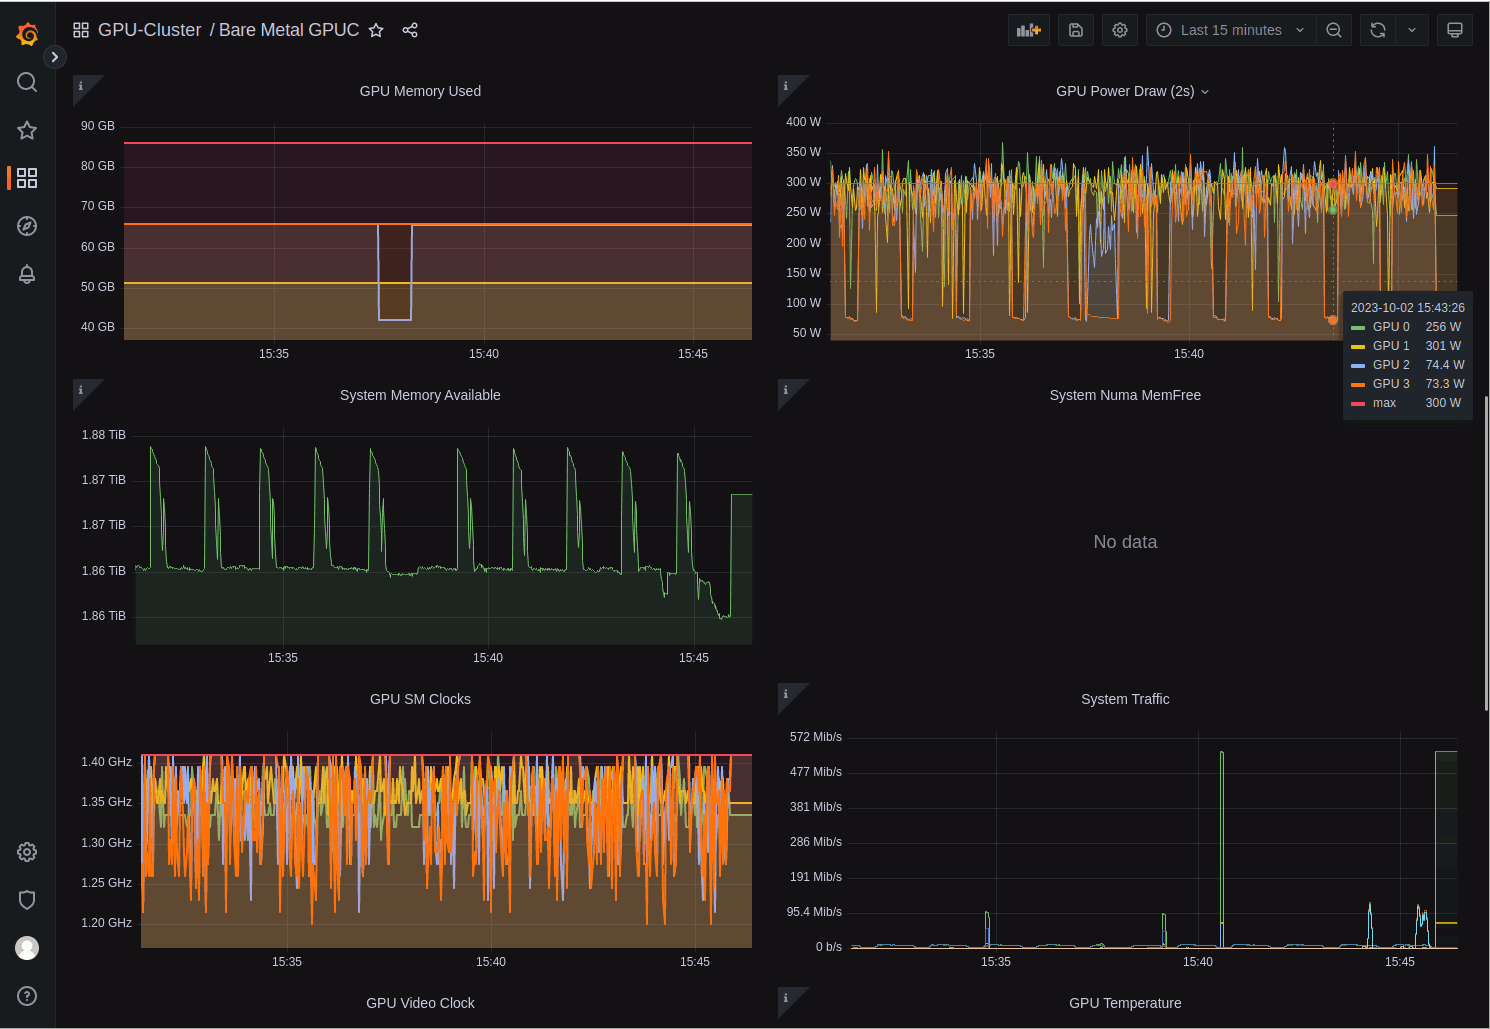 GPU-Cluster / Bare Metal GPUC
Last 15 minutes
GPU Memory Used
90 GB
80 GB
70 GB
60 GB
50 GB
40 GB
15:35 15:40 15:45
GPU Power Draw (2s)
400 W
350 W
300 W
250 W
200 W
150 W
100 W
50 W
15:35 15:40
2023-10-02 15:43:26
GPU 0 256 W
GPU 1 301 W
GPU 2 74.4 W
GPU 3 73.3 W
max 300 W
System Memory Available
1.88 TiB
1.87 TiB
1.87 TiB
1.86 TiB
1.86 TiB
15:35 15:40 15:45
System Numa MemFree
No data
GPU SM Clocks
1.40 GHz
1.35 GHz
1.30 GHz
1.25 GHz
1.20 GHz
15:35 15:40 15:45
System Traffic
572 Mib/s
477 Mib/s
381 Mib/s
286 Mib/s
191 Mib/s
95.4 Mib/s
0 b/s
15:35 15:40 15:45
GPU Video Clock
GPU Temperature